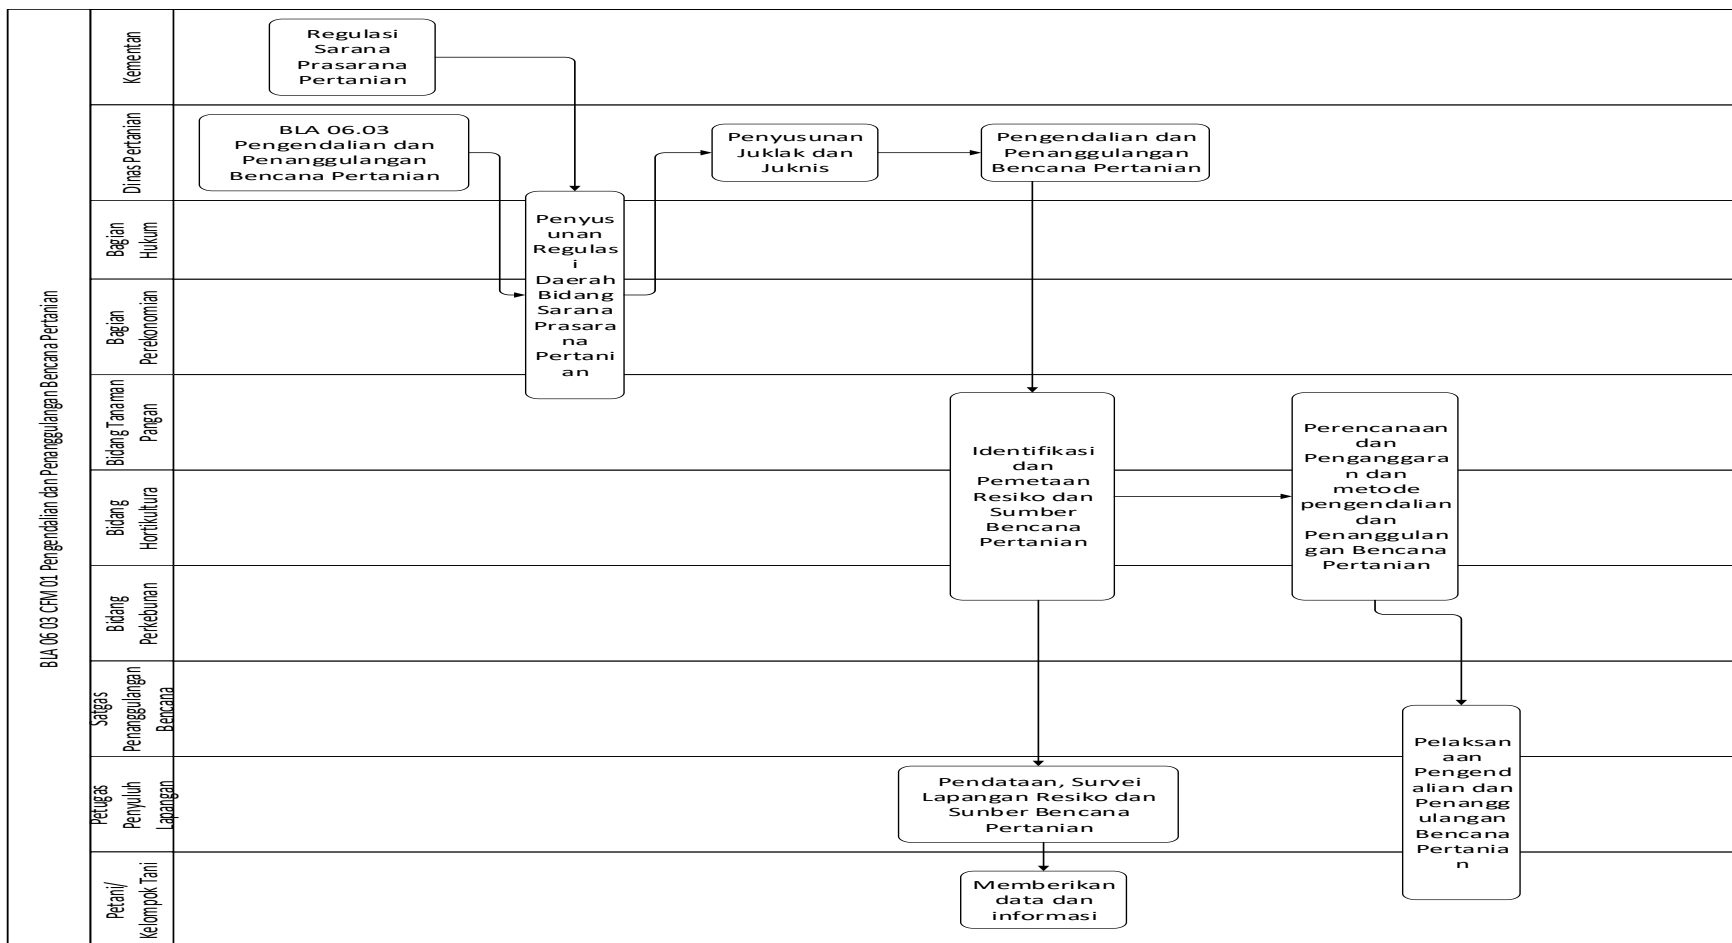 BLA 06 03 CFM 01 Pengendalian dan Penanggulangan Bencana Pertanian
Kementan
Regulasi
Sarana
Prasarana
Pertanian
Dinas Pertanian
BLA 06.03
Pengendalian dan
Penanggulangan
Bencana Pertanian
Penyusunan
Juklak dan
Juknis
Pengendalian dan
Penanggulangan
Bencana Pertanian
Bagian
Hukum
Penyus
unan
Regulas
i
Daerah
Bidang
Sarana
Prasara
na
Pertani
an
Bagian
Perekonomian
Bidang Tanaman
Pangan
Identifikasi
dan
Pemetaan
Resiko dan
Sumber
Bencana
Pertanian
Perencanaan
dan
Penganggara
n dan
metode
pengendalian
dan
Penanggulan
gan Bencana
Pertanian
Bidang
Hortikultura
Bidang
Perkebunan
Satgas
Penanggulangan
Bencana
Pelaksan
aan
Pengend
alian dan
Penangg
ulangan
Bencana
Pertania
n
Petugas
Penyuluh
Lapangan
Pendataan, Survei
Lapangan Resiko dan
Sunber Bencana
Pertanian
Petani/
Kelompok Tani
Memberikan
data dan
informasi